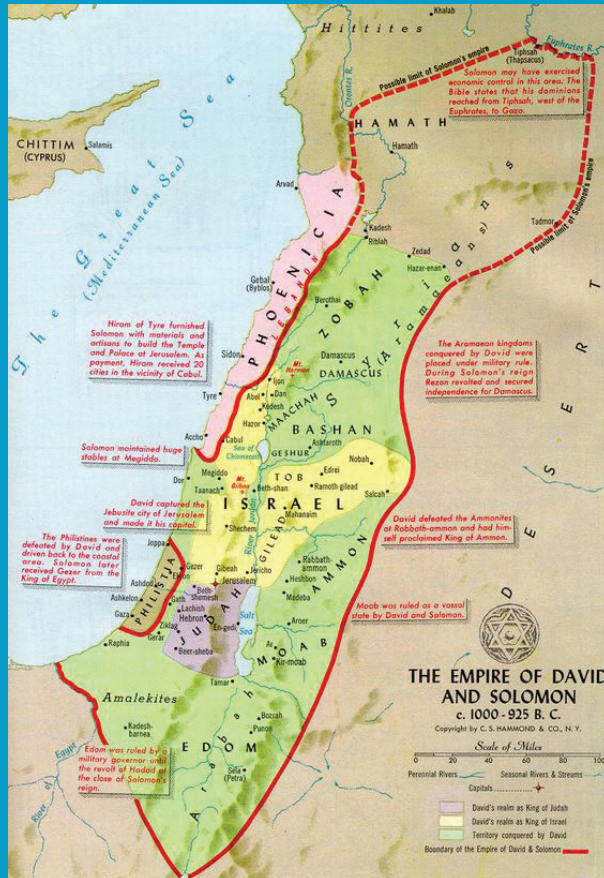 Khalab
Hittites
Euphrates R.
Tiphsah
(Thapsacus)
Possible limit of Solomon's empire
Solomon may have exercised
economic control in this area. The
Bible states that his dominions
reached from Tiphsah, west of the
Euphrates, to Gaza.
Orontes R.
HAMATH
Hamath
CHITTIM
(CYPRUS)
Salamis
The Great Sea
(Mediterranean Sea)
Arvad
Tadmor
Possible limit of Solomon's empire
Kadesh
Riblah
Zedad
Hazar-enan
PHOENICIA
LEBANON
Gebal
(Byblos)
ZOBAH
Berothai
(Aramaeans)
Hiram of Tyre furnished
Solomon with materials and
artisans to build the Temple
and Palace at Jerusalem. As
payment, Hiram received 20
cities in the vicinity of Cabul.
Sidon
Damascus
DAMASCUS
The Aramaean kingdoms
conquered by David were
placed under military rule.
During Solomon's reign
Rezon revolted and secured
independence for Damascus.
Mt.
Hermon
Ijon
Abel
Dan
Kedesh
MAACHAH
Tyre
Hazor
BASHAN
Accho
Cabul
Sea of
Chinnereth
GESHUR
Ashtaroth
Solomon maintained huge
stables at Megiddo.
Nobah
Dor
Megiddo
TOB
Edrei
Taanach
Mt.
Gilboa
Beth-shan
Ramoth-gilead
Salcah
ISRAEL
David captured the
Jebusite city of Jerusalem
and made it his capital.
Mahanaim
Shechem
River Jordan
GILEAD
David defeated the Ammonites
at Rabbath-ammon and had him-
self proclaimed King of Ammon.
The Philistines were
defeated by David and
driven back to the coastal
area. Solomon later
received Gezer from the
King of Egypt.
Joppa
Gezer
Gibeah
Jericho
Rabbath-
ammon
AMMON
Ashdod
Ekron
Jerusalem
Heshbon
PHILISTIA
Beth-
shemesh
Medeba
Ashkelon
Gath
Lachish
Gaza
Hebron
En-gedi
Salt
Sea
Aroer
Moab was ruled as a vassal
state by David and Solomon.
Ziklag
JUDAH
Raphia
Gerar
Beer-sheba
Ar
Kir-moab
MOAB
Tamar
Amalekites
Arabah
Bozrah
Punon
Kadesh-
barnea
EDOM
Sela
(Petra)
River of Egypt
Edom was ruled by a
military governor until
the revolt of Hadad at
the close of Solomon's
reign.
DESERT
THE EMPIRE OF DAVID
AND SOLOMON
c. 1000-925 B. C.
Copyright by C. S. HAMMOND & CO., N. Y.
Scale of Miles
0 20 40 60 80 100
Perennial Rivers
Seasonal Rivers & Streams
Capitals
David's realm as King of Judah
David's realm as King of Israel
Territory conquered by David
Boundary of the Empire of David & Solomon